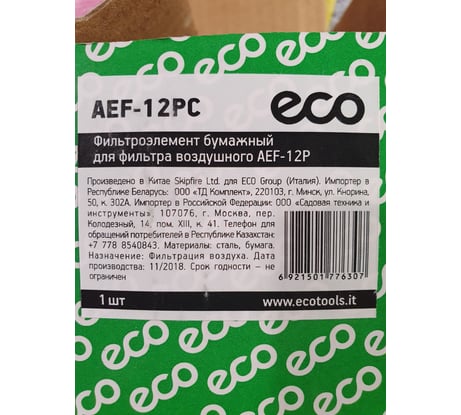 AEF-12PC
eco
Фильтроэлемент бумажный
для фильтра воздушного AEF-12P
Произведено в Китае Skipfire Ltd. для ECO Group (Италия). Импортер в
Республике Беларусь: ООО «ТД Комплект», 220103, г. Минск, ул. Кнорина,
50, к. 302А. Импортер в Российской Федерации: ООО «Садовая техника и
инструменты», 107076, г. Москва, пер.
Колодезный, 14, пом. XIII, к. 41. Телефон для
обращений потребителей в Республике Казахстан:
+7 778 8540843. Материалы: сталь, бумага.
Назначение: Фильтрация воздуха. Дата
производства: 11/2018. Срок годности – не
ограничен
6 921501 776307
1 шт
www.ecotools.it
eco eco eco